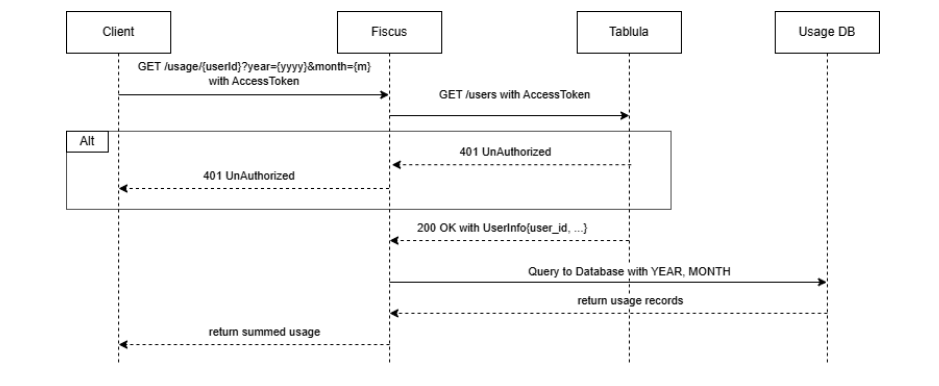 Client
Fiscus
Tablula
Usage DB
GET /usage/{userId}?year={yyyy}&month={m}
with AccessToken
GET /users with AccessToken
Alt
401 UnAuthorized
401 UnAuthorized
200 OK with UserInfo{user_id, ...}
Query to Database with YEAR, MONTH
return usage records
return summed usage